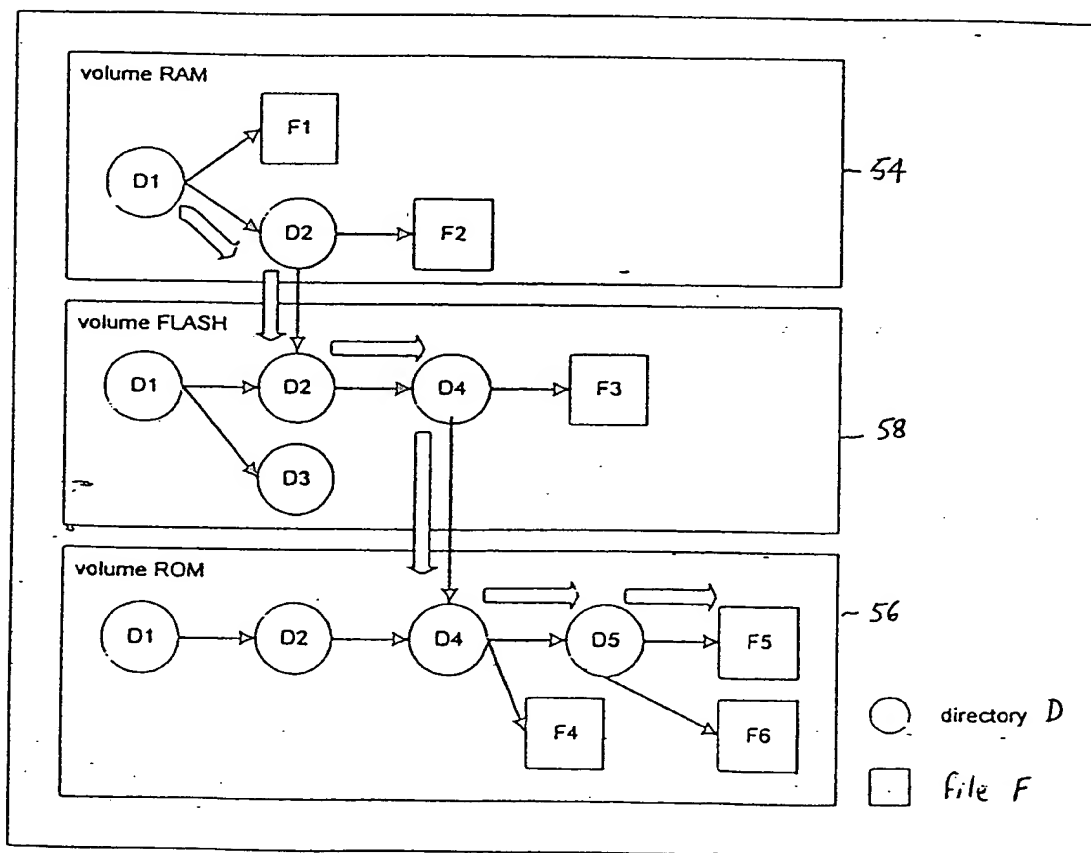 volume RAM
F1
D1
54
D2
F2
volume FLASH
D1
D2
D4
F3
58
D3
volume ROM
D1
D2
D4
D5
F5
56
F4
F6
directory D
file F